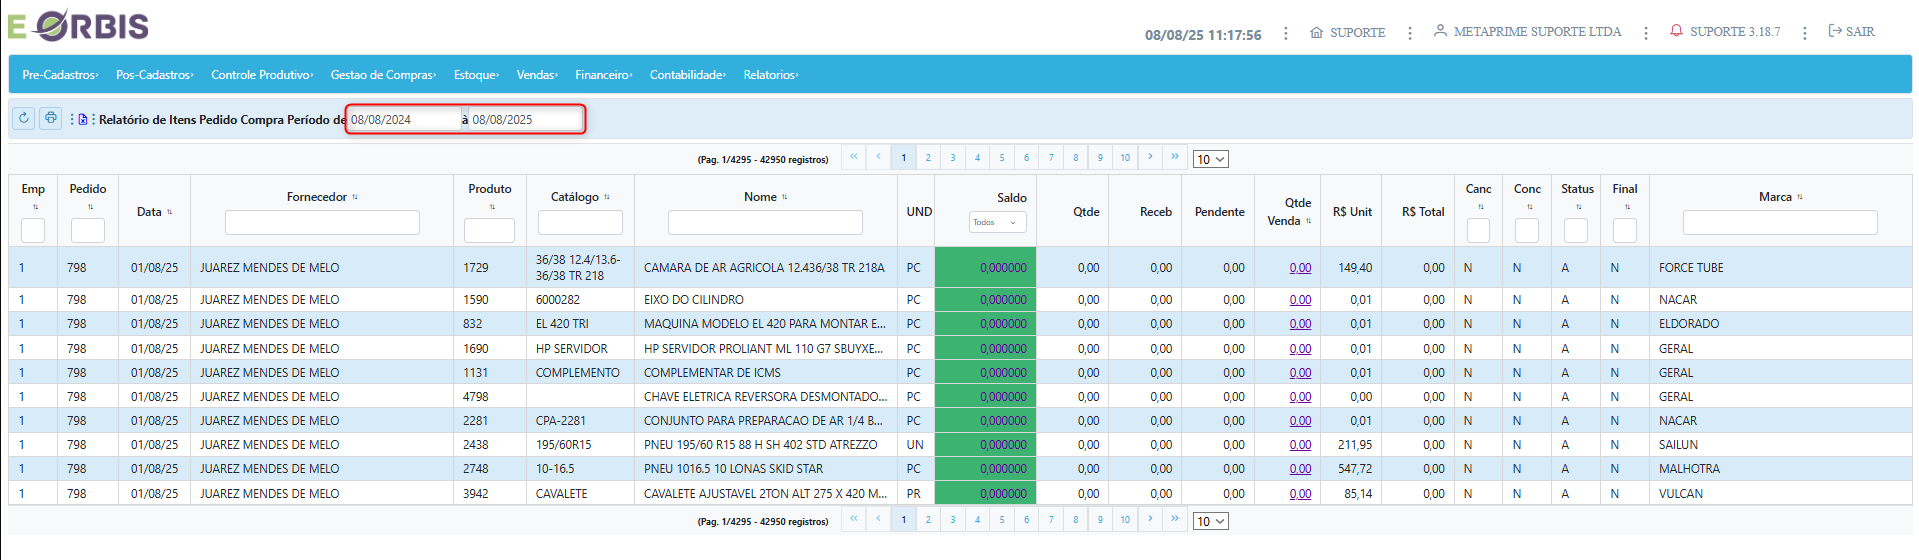 E ORBIS
08/08/25 11:17:56 SUPORTE METAPRIME SUPORTE LTDA SUPORTE 3.18.7 SAIR
Pre-Cadastros Pos-Cadastros Controle Produtivo Gestao de Compras Estoque Vendas Financeiro Contabilidade Relatorios
Relatório de Itens Pedido Compra Período de 08/08/2024 à 08/08/2025
(Pag. 1/4295 - 42950 registros) « ‹ 1 2 3 4 5 6 7 8 9 10 › » 10
Emp Pedido Data Fornecedor Produto Catálogo Nome UND Saldo Qtde Receb Pendente Qtde Venda R$ Unit R$ Total Canc Conc Status Final Marca
Todos
1 798 01/08/25 JUAREZ MENDES DE MELO 1729 36/38 12.4/13.6-36/38 TR 218 CAMARA DE AR AGRICOLA 12.436/38 TR 218A PC 0,000000 0,00 0,00 0,00 0,00 149,40 0,00 N N A N FORCE TUBE
1 798 01/08/25 JUAREZ MENDES DE MELO 1590 6000282 EIXO DO CILINDRO PC 0,000000 0,00 0,00 0,00 0,00 0,01 0,00 N N A N NACAR
1 798 01/08/25 JUAREZ MENDES DE MELO 832 EL 420 TRI MAQUINA MODELO EL 420 PARA MONTAR E... PC 0,000000 0,00 0,00 0,00 0,00 0,01 0,00 N N A N ELDORADO
1 798 01/08/25 JUAREZ MENDES DE MELO 1690 HP SERVIDOR HP SERVIDOR PROLIANT ML 110 G7 SBUYXE... PC 0,000000 0,00 0,00 0,00 0,00 0,01 0,00 N N A N GERAL
1 798 01/08/25 JUAREZ MENDES DE MELO 1131 COMPLEMENTO COMPLEMENTAR DE ICMS PC 0,000000 0,00 0,00 0,00 0,00 0,01 0,00 N N A N GERAL
1 798 01/08/25 JUAREZ MENDES DE MELO 4798 CHAVE ELETRICA REVERSORA DESMONTADO... PC 0,000000 0,00 0,00 0,00 0,00 0,00 0,00 N N A N GERAL
1 798 01/08/25 JUAREZ MENDES DE MELO 2281 CPA-2281 CONJUNTO PARA PREPARACAO DE AR 1/4 B... PC 0,000000 0,00 0,00 0,00 0,00 0,01 0,00 N N A N NACAR
1 798 01/08/25 JUAREZ MENDES DE MELO 2438 195/60R15 PNEU 195/60 R15 88 H SH 402 STD ATREZZO UN 0,000000 0,00 0,00 0,00 0,00 211,95 0,00 N N A N SAILUN
1 798 01/08/25 JUAREZ MENDES DE MELO 2748 10-16.5 PNEU 1016.5 10 LONAS SKID STAR PC 0,000000 0,00 0,00 0,00 0,00 547,72 0,00 N N A N MALHOTRA
1 798 01/08/25 JUAREZ MENDES DE MELO 3942 CAVALETE CAVALETE AJUSTAVEL 2TON ALT 275 X 420 M... PR 0,000000 0,00 0,00 0,00 0,00 85,14 0,00 N N A N VULCAN
(Pag. 1/4295 - 42950 registros) « ‹ 1 2 3 4 5 6 7 8 9 10 › » 10